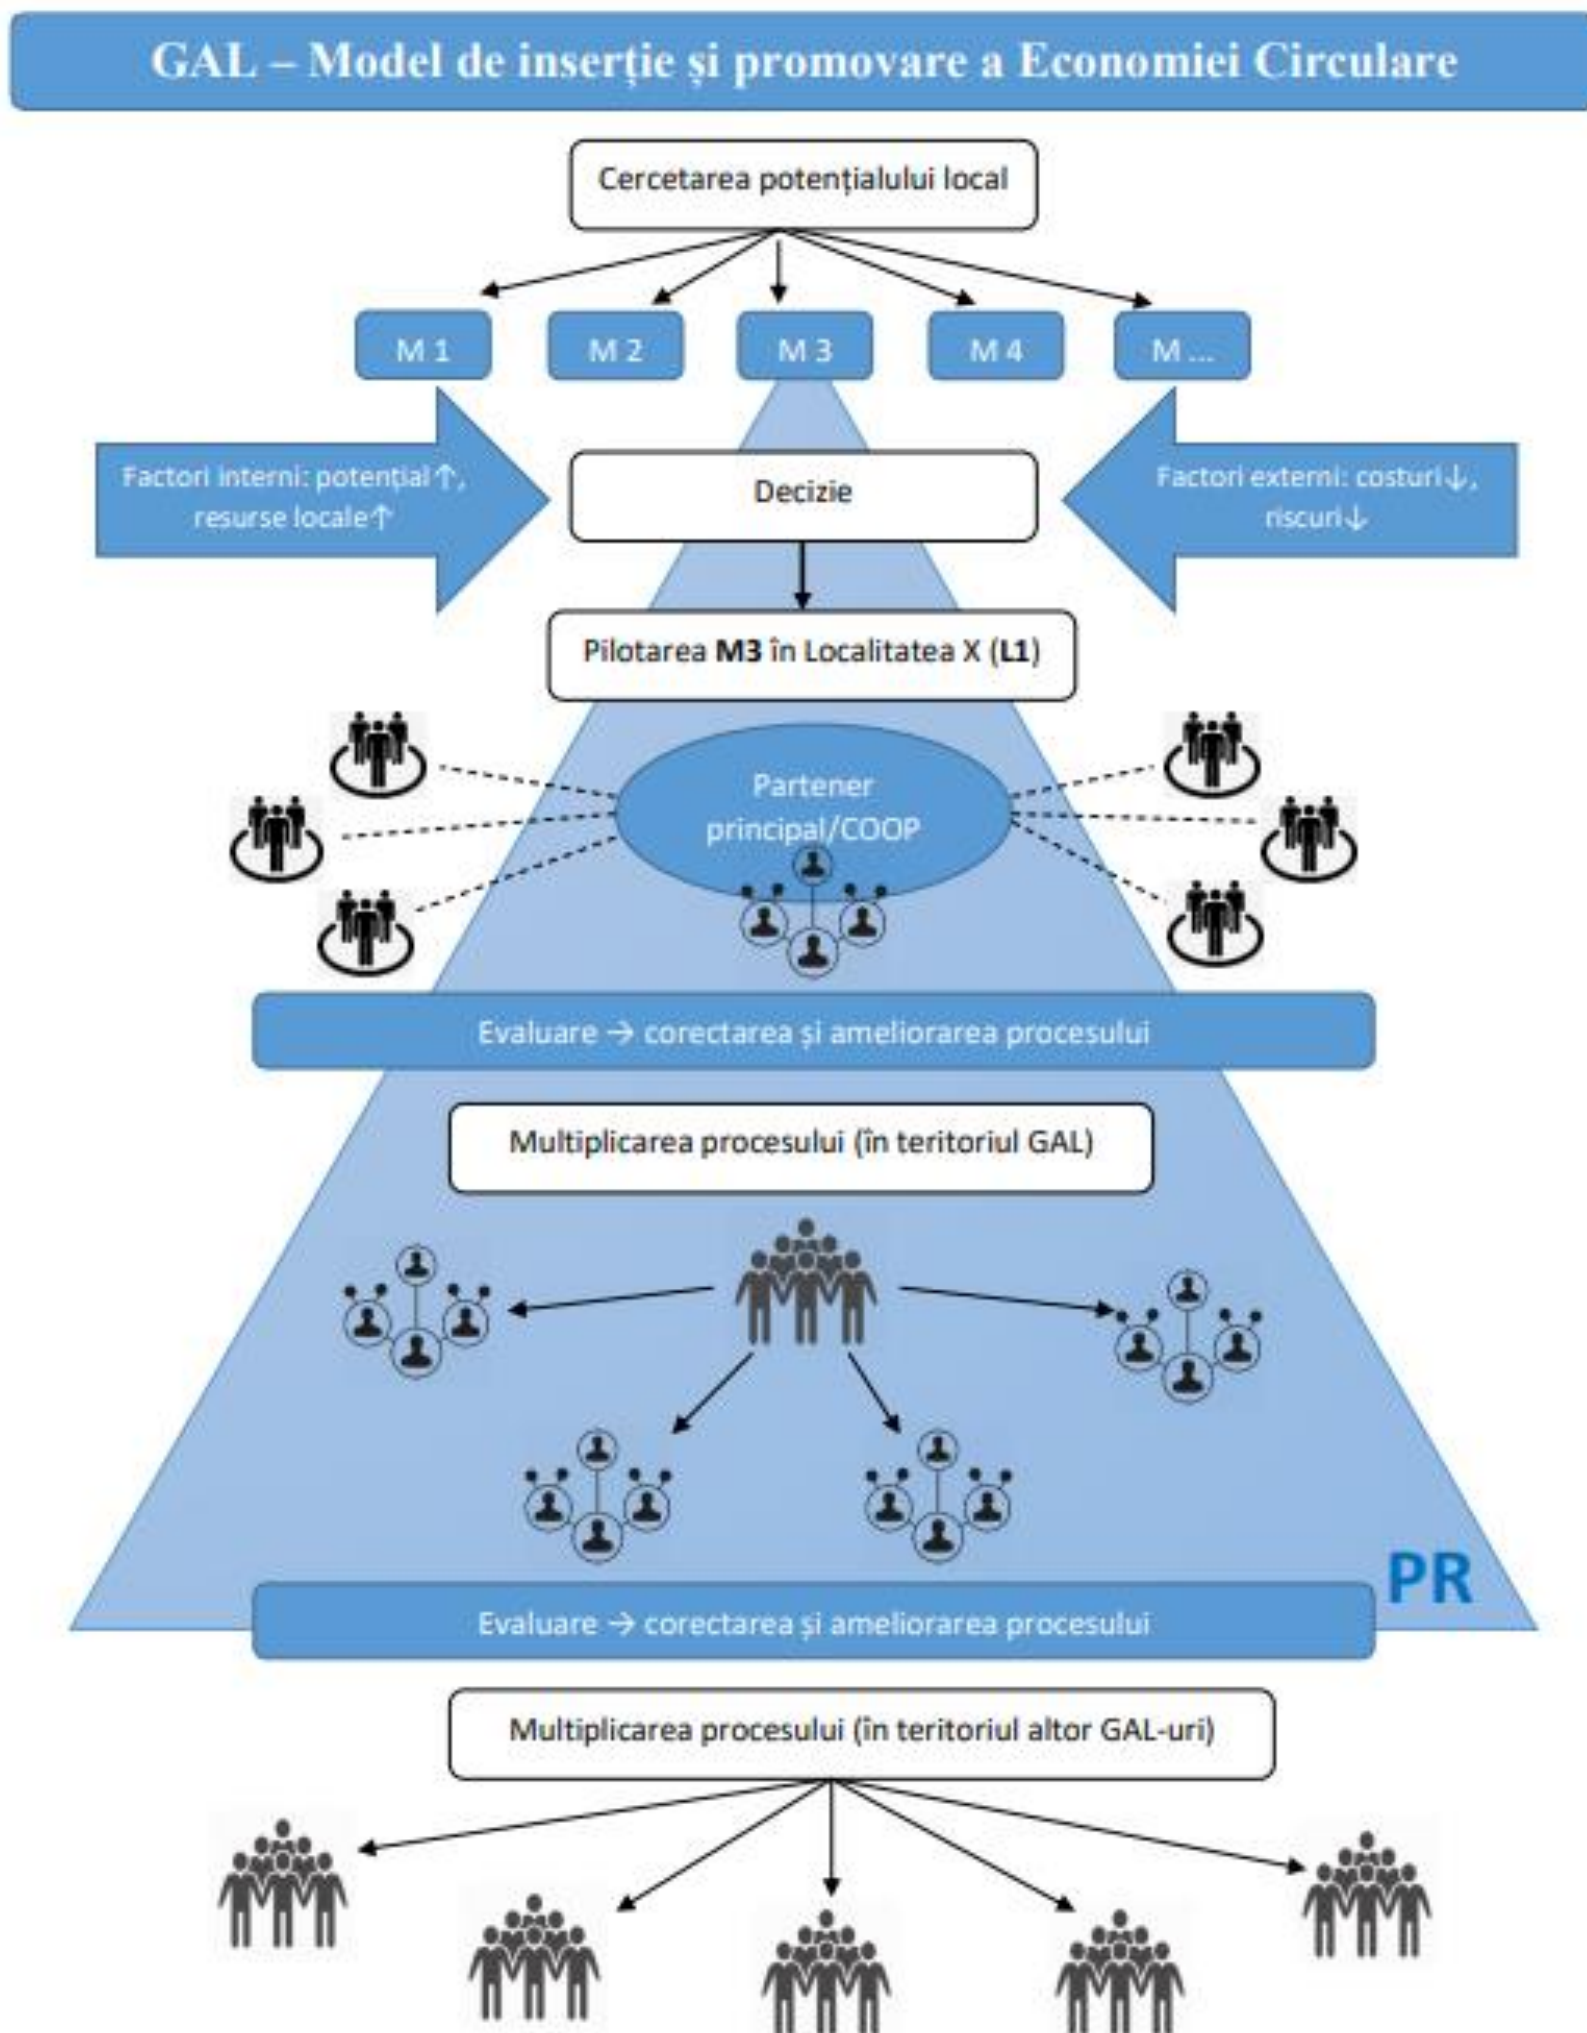 GAL – Model de inserție și promovare a Economiei Circulare
Cercetarea potențialului local
M 1
M 2
M 3
M 4
M ...
Factori interni: potențial↑,
resurse locale↑
Decizie
Factori externi: costuri↓,
riscuri↓
Pilotarea M3 în Localitatea X (L1)
Partener
principal/COOP
Evaluare → corectarea și ameliorarea procesului
Multiplicarea procesului (în teritoriul GAL)
PR
Evaluare → corectarea și ameliorarea procesului
Multiplicarea procesului (în teritoriul altor GAL-uri)